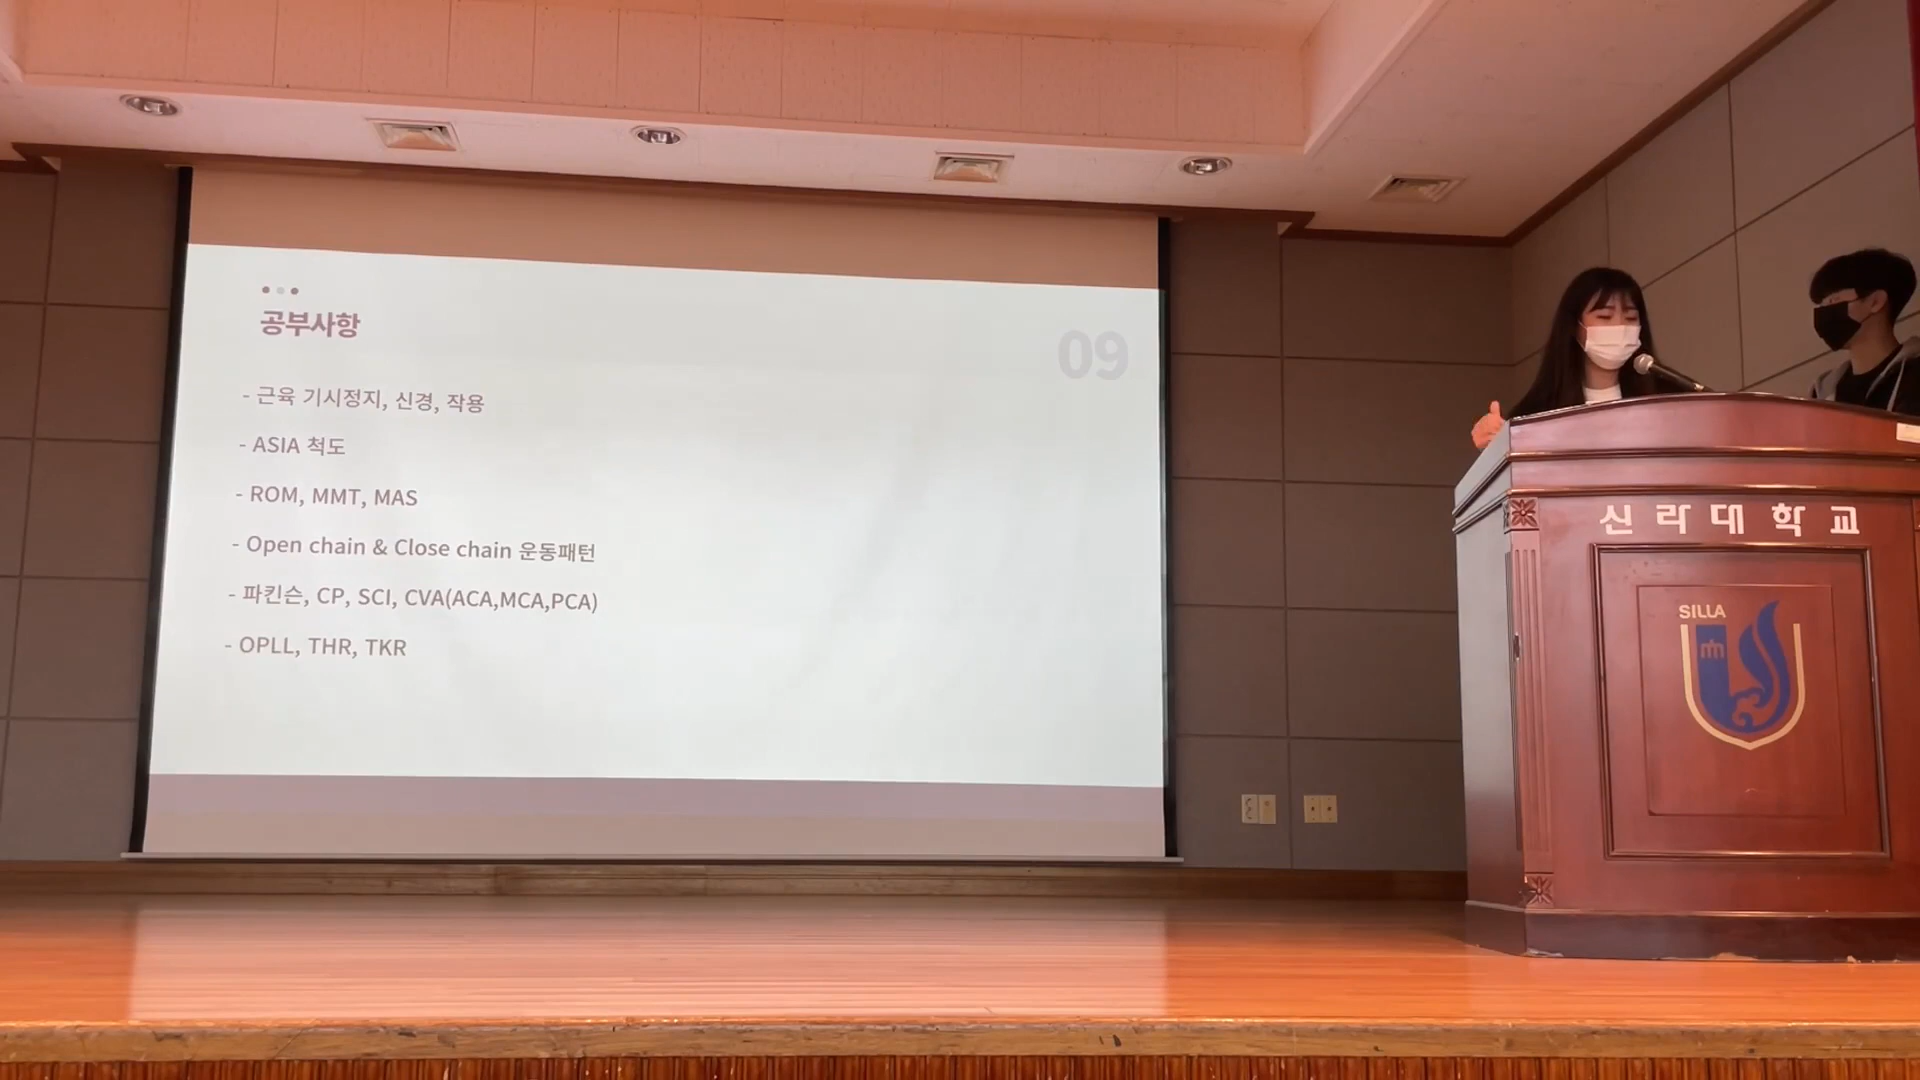 공부사항
09
- 근육 기시정지, 신경, 작용
- ASIA 척도
- ROM, MMT, MAS
- Open chain & Close chain 운동패턴
- 파킨슨, CP, SCI, CVA(ACA,MCA,PCA)
- OPLL, THR, TKR
신라대학교
SILLA